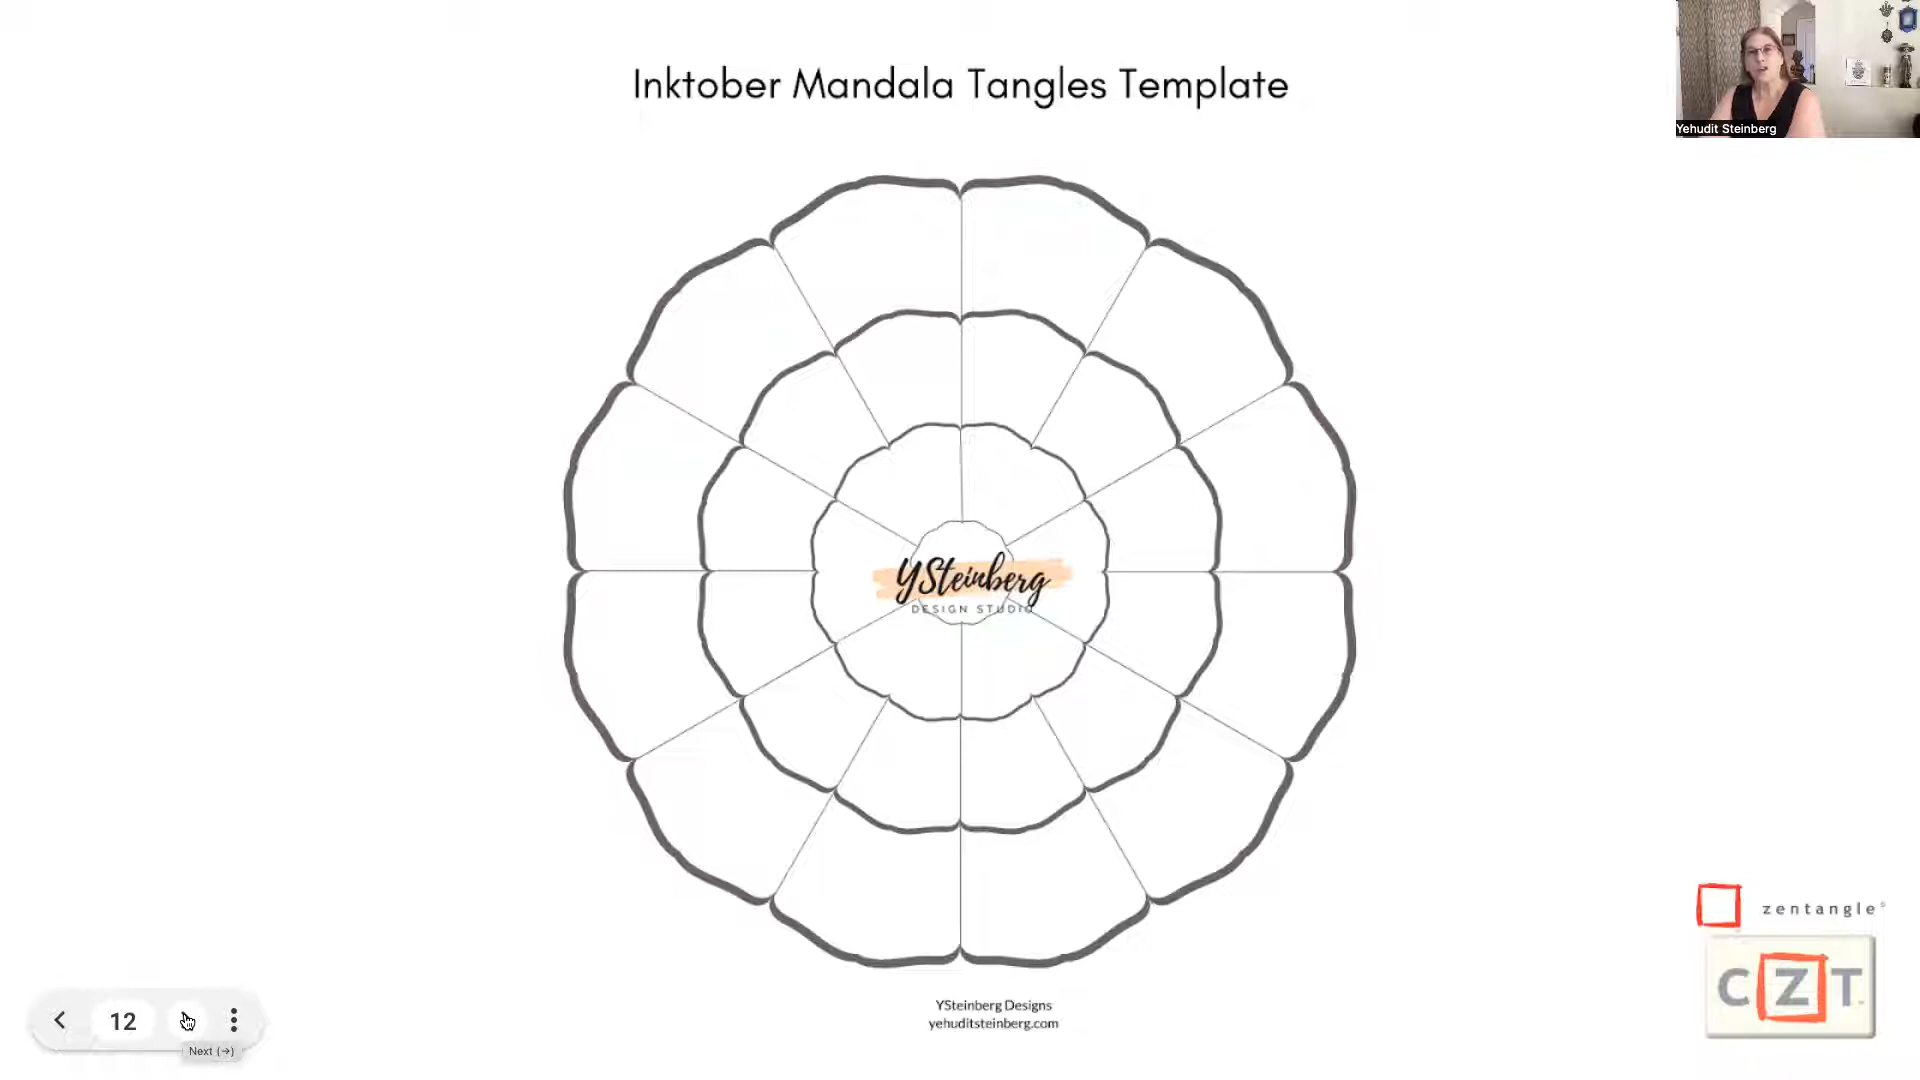 Inktober Mandala Tangles Template
Yehudit Steinberg
YSteinberg
DESIGN STUDIO
zentangle®
CZT
YSteinberg Designs
yehuditsteinberg.com
12
Next (→)